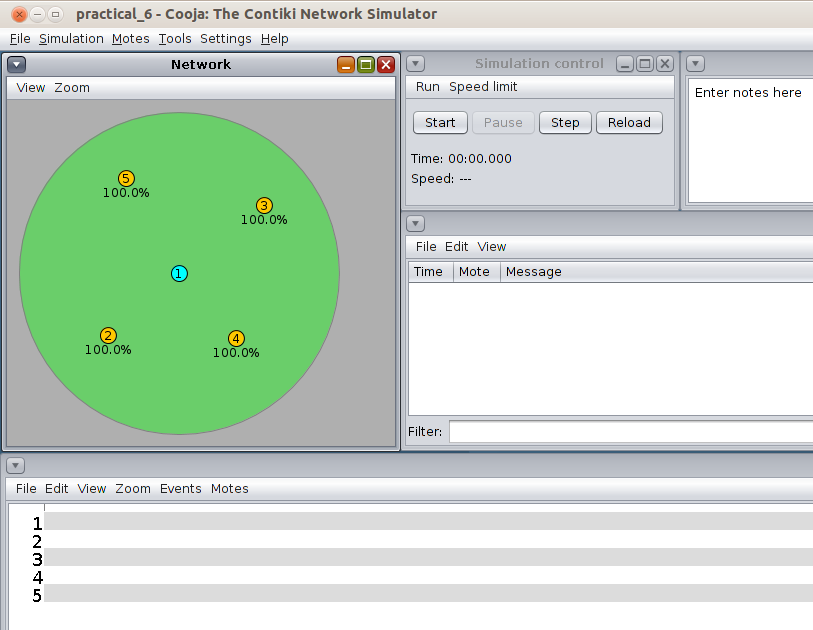 practical_6 - Cooja: The Contiki Network Simulator
File Simulation Motes Tools Settings Help
Network
View Zoom
5
100.0%
3
100.0%
1
2
100.0%
4
100.0%
Simulation control
Run Speed limit
Start Pause Step Reload
Time: 00:00.000
Speed: ---
Enter notes here
File Edit View
Time Mote Message
Filter:
File Edit View Zoom Events Motes
1
2
3
4
5